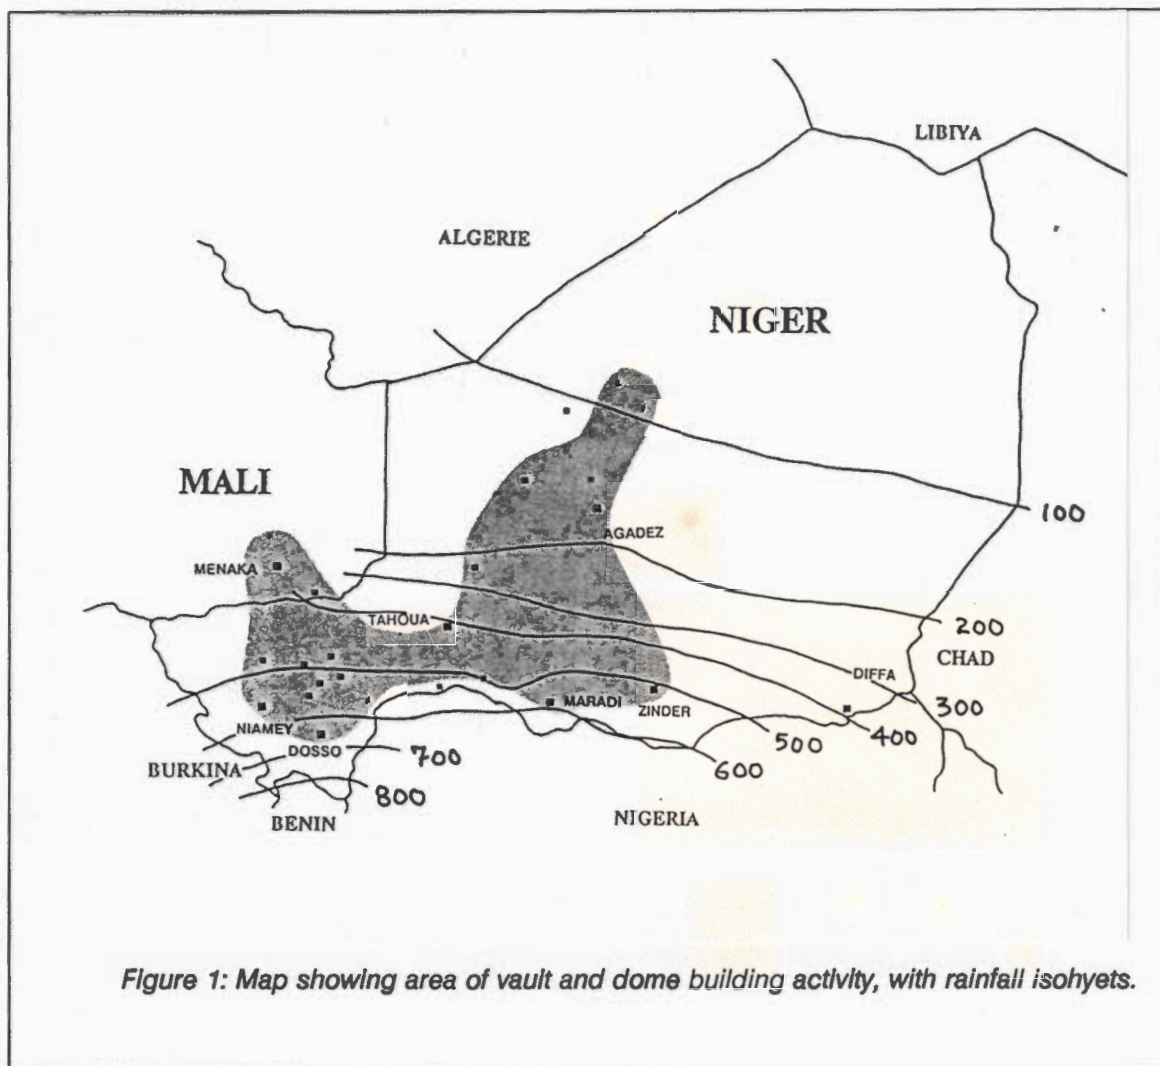 LIBIYA
ALGERIE
NIGER
MALI
100
AGADEZ
MENAKA
TAHOUA
200
CHAD
DIFFA
300
MARADI
ZINDER
NIAMEY
500
400
DOSSO
700
600
BURKINA
800
BENIN
NIGERIA
Figure 1: Map showing area of vault and dome building activity, with rainfall isohyets.